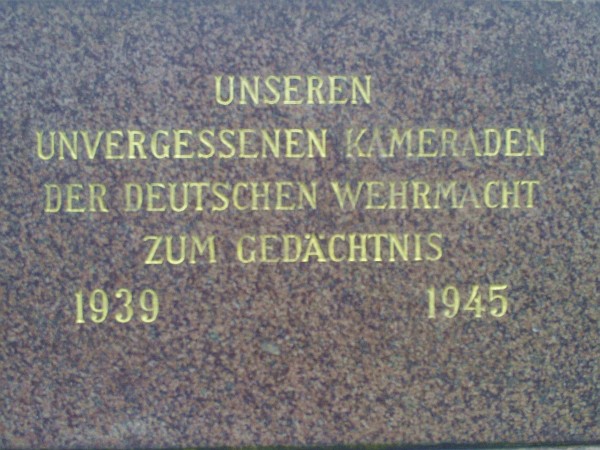 UNSEREN
UNVERGESSENEN KAMERADEN
DER DEUTSCHEN WEHRMACHT
ZUM GEDÄCHTNIS
1939 1945